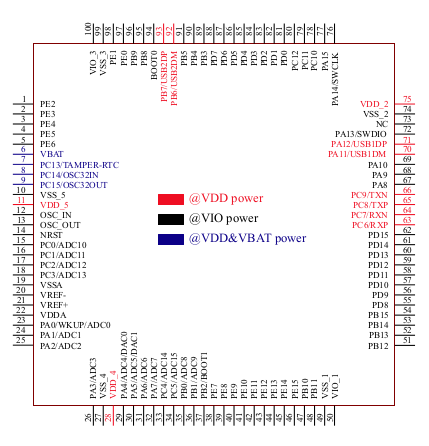 100 VIO_3
99 VSS_3
98 PE1
97 PE0
96 PB9
95 PB8
94 BOOT0
93 PB7/USB2DP
92 PB6/USB2DM
91 PB5
90 PB4
89 PB3
88 PD7
87 PD6
86 PD5
85 PD4
84 PD3
83 PD2
82 PD1
81 PD0
80 PC12
79 PC11
78 PC10
77 PA15
76 PA14/SWCLK
1 PE2
2 PE3
3 PE4
4 PE5
5 PE6
6 VBAT
7 PC13/TAMPER-RTC
8 PC14/OSC32IN
9 PC15/OSC32OUT
10 VSS_5
11 VDD_5
12 OSC_IN
13 OSC_OUT
14 NRST
15 PC0/ADC10
16 PC1/ADC11
17 PC2/ADC12
18 PC3/ADC13
19 VSSA
20 VREF-
21 VREF+
22 VDDA
23 PA0/WKUP/ADC0
24 PA1/ADC1
25 PA2/ADC2
@VDD power
@VIO power
@VDD&VBAT power
VDD_2 75
VSS_2 74
NC 73
PA13/SWDIO 72
PA12/USB1DP 71
PA11/USB1DM 70
PA10 69
PA9 68
PA8 67
PC9/TXN 66
PC8/TXP 65
PC7/RXN 64
PC6/RXP 63
PD15 62
PD14 61
PD13 60
PD12 59
PD11 58
PD10 57
PD9 56
PD8 55
PB15 54
PB14 53
PB13 52
PB12 51
26 PA3/ADC3
27 VSS_4
28 VDD_4
29 PA4/ADC4/DAC0
30 PA5/ADC5/DAC1
31 PA6/ADC6
32 PA7/ADC7
33 PC4/ADC14
34 PC5/ADC15
35 PB0/ADC8
36 PB1/ADC9
37 PB2/BOOT1
38 PE7
39 PE8
40 PE9
41 PE10
42 PE11
43 PE12
44 PE13
45 PE14
46 PE15
47 PB10
48 PB11
49 VSS_1
50 VIO_1